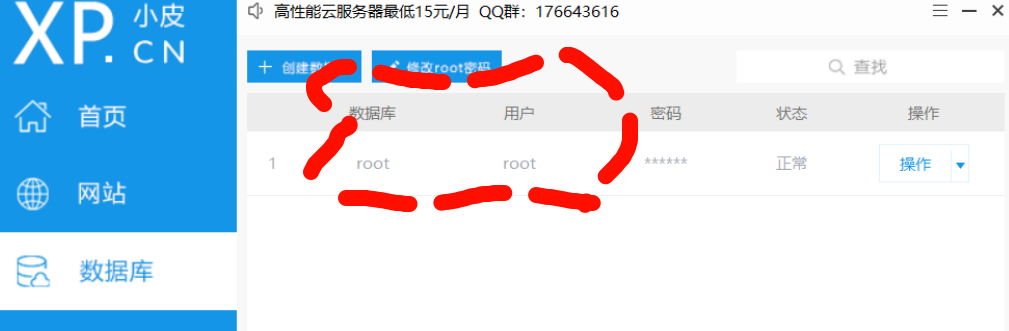 XP.CN 小皮
高性能云服务器最低15元/月 QQ群：176643616
首页
网站
数据库
创建数
修改root密码
查找
数据库 用户 密码 状态 操作
1 root root ****** 正常 操作